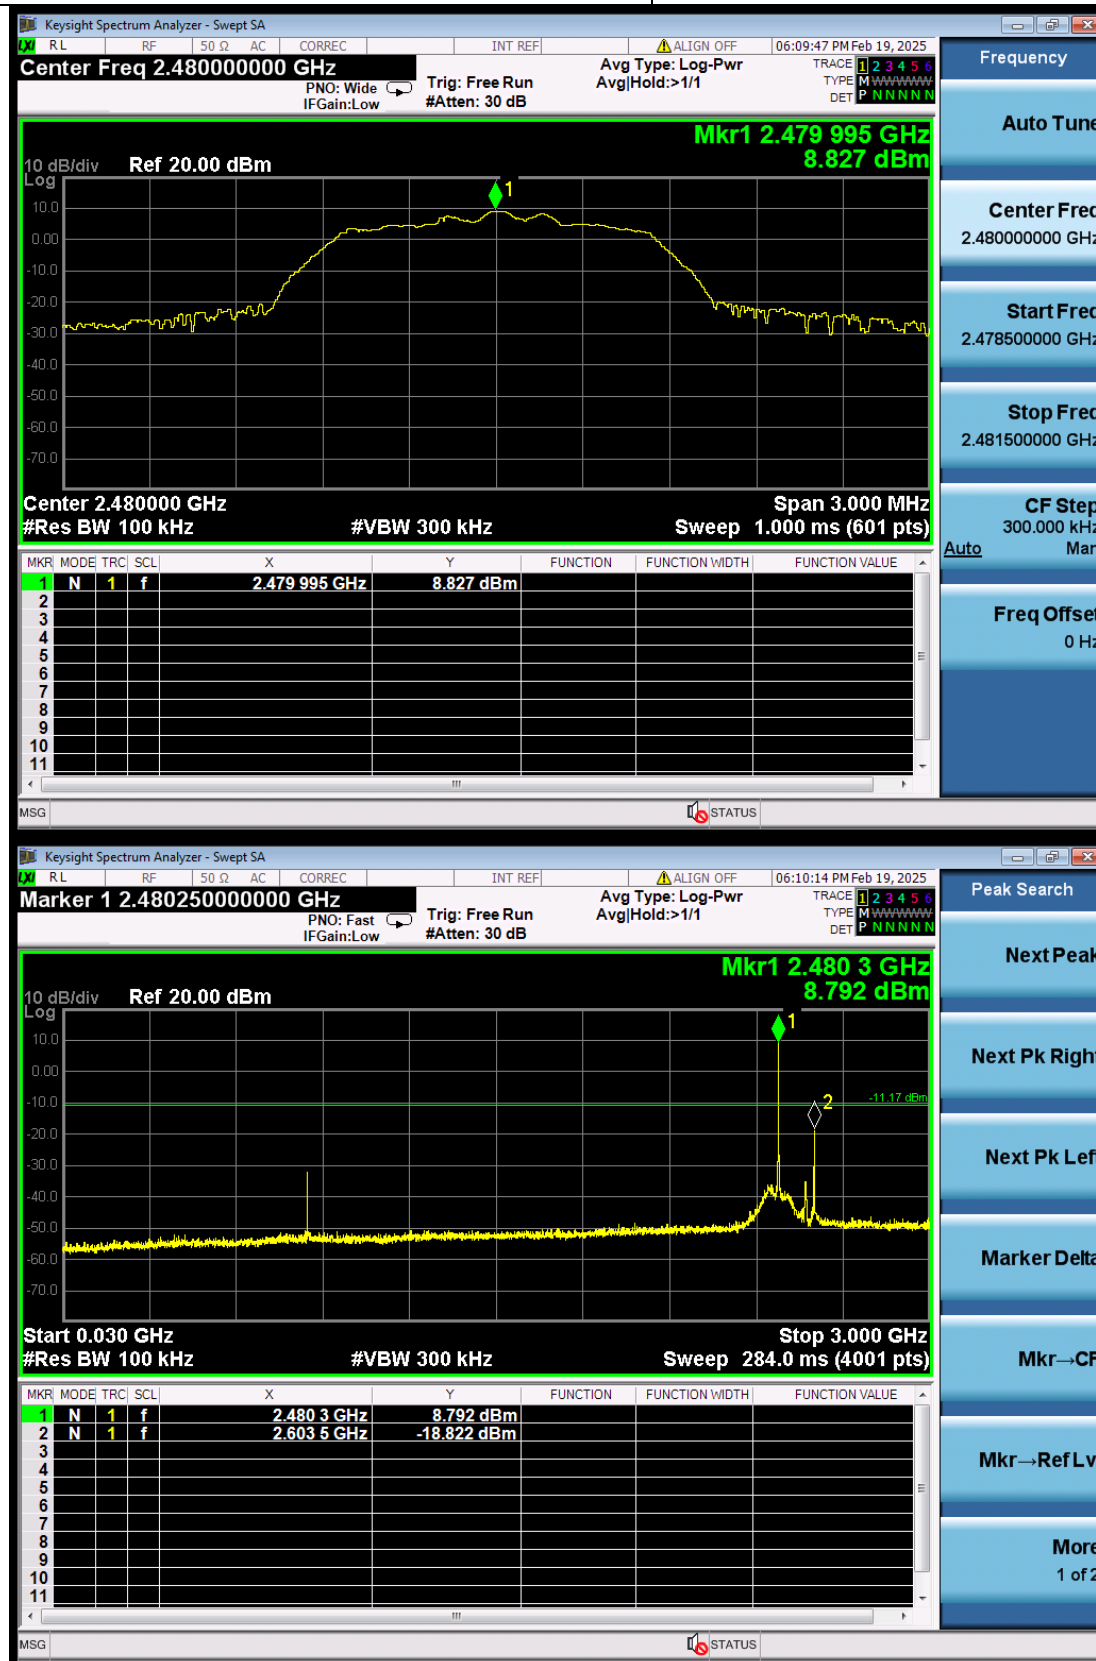 Keysight Spectrum Analyzer - Swept SA
LXI RL RF 50 Ω AC CORREC INT REF ALIGN OFF 06:09:47 PM Feb 19, 2025
Center Freq 2.480000000 GHz
PNO: Wide
IFGain:Low
Trig: Free Run
#Atten: 30 dB
Avg Type: Log-Pwr
Avg|Hold:>1/1
TRACE 1 2 3 4 5 6
TYPE M WWWWW
DET P N N N N N
Mkr1 2.479 995 GHz
8.827 dBm
10 dB/div Ref 20.00 dBm
Log
1
10.0
0.00
-10.0
-20.0
-30.0
-40.0
-50.0
-60.0
-70.0
Center 2.480000 GHz Span 3.000 MHz
#Res BW 100 kHz #VBW 300 kHz Sweep 1.000 ms (601 pts)
MKR MODE TRC SCL X Y FUNCTION FUNCTION WIDTH FUNCTION VALUE
1 N 1 f 2.479 995 GHz 8.827 dBm
2
3
4
5
6
7
8
9
10
11
MSG STATUS
Frequency
Auto Tune
Center Freq
2.480000000 GHz
Start Freq
2.478500000 GHz
Stop Freq
2.481500000 GHz
CF Step
300.000 kHz
Auto Man
Freq Offset
0 Hz
Keysight Spectrum Analyzer - Swept SA
LXI RL RF 50 Ω AC CORREC INT REF ALIGN OFF 06:10:14 PM Feb 19, 2025
Marker 1 2.480250000000 GHz
PNO: Fast
IFGain:Low
Trig: Free Run
#Atten: 30 dB
Avg Type: Log-Pwr
Avg|Hold:>1/1
TRACE 1 2 3 4 5 6
TYPE M WWWWW
DET P N N N N N
Mkr1 2.480 3 GHz
8.792 dBm
10 dB/div Ref 20.00 dBm
Log
1
2
-11.17 dBm
10.0
0.00
-10.0
-20.0
-30.0
-40.0
-50.0
-60.0
-70.0
Start 0.030 GHz Stop 3.000 GHz
#Res BW 100 kHz #VBW 300 kHz Sweep 284.0 ms (4001 pts)
MKR MODE TRC SCL X Y FUNCTION FUNCTION WIDTH FUNCTION VALUE
1 N 1 f 2.480 3 GHz 8.792 dBm
2 N 1 f 2.603 5 GHz -18.822 dBm
3
4
5
6
7
8
9
10
11
MSG STATUS
Peak Search
Next Peak
Next Pk Right
Next Pk Left
Marker Delta
Mkr→CF
Mkr→Ref Lvl
More
1 of 2